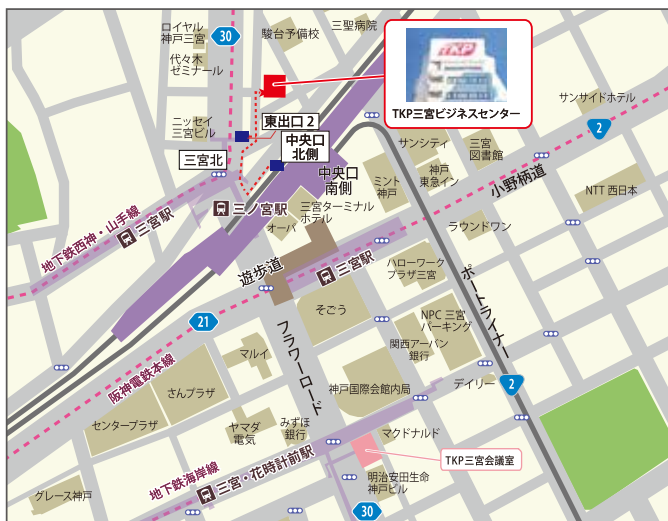 ロイヤル
神戸三宮
30
駿台予備校
三聖病院
代々木
ゼミナール
TKP
TKP三宮ビジネスセンター
サンサイドホテル
2
ニッセイ
三宮ビル
東出口 2
中央口
北側
三宮北
サンシティ
三宮
図書館
神戸
東急イン
中央口
南側
ミント
神戸
小野柄道
NTT 西日本
三ノ宮駅
三宮ターミナル
ホテル
オーパ
地下鉄西神・山手線
三宮駅
ラウンドワン
遊歩道
三宮駅
ハローワーク
プラザ三宮
ポートライナー
21
そごう
NPC 三宮
パーキング
関西アーバン
銀行
フラワーロード
阪神電鉄本線
マルイ
さんプラザ
神戸国際会館内局
デイリー
2
センタープラザ
ヤマダ
電気
みずほ
銀行
マクドナルド
TKP三宮会議室
地下鉄海岸線
三宮・花時計前駅
明治安田生命
神戸ビル
グレース神戸
30